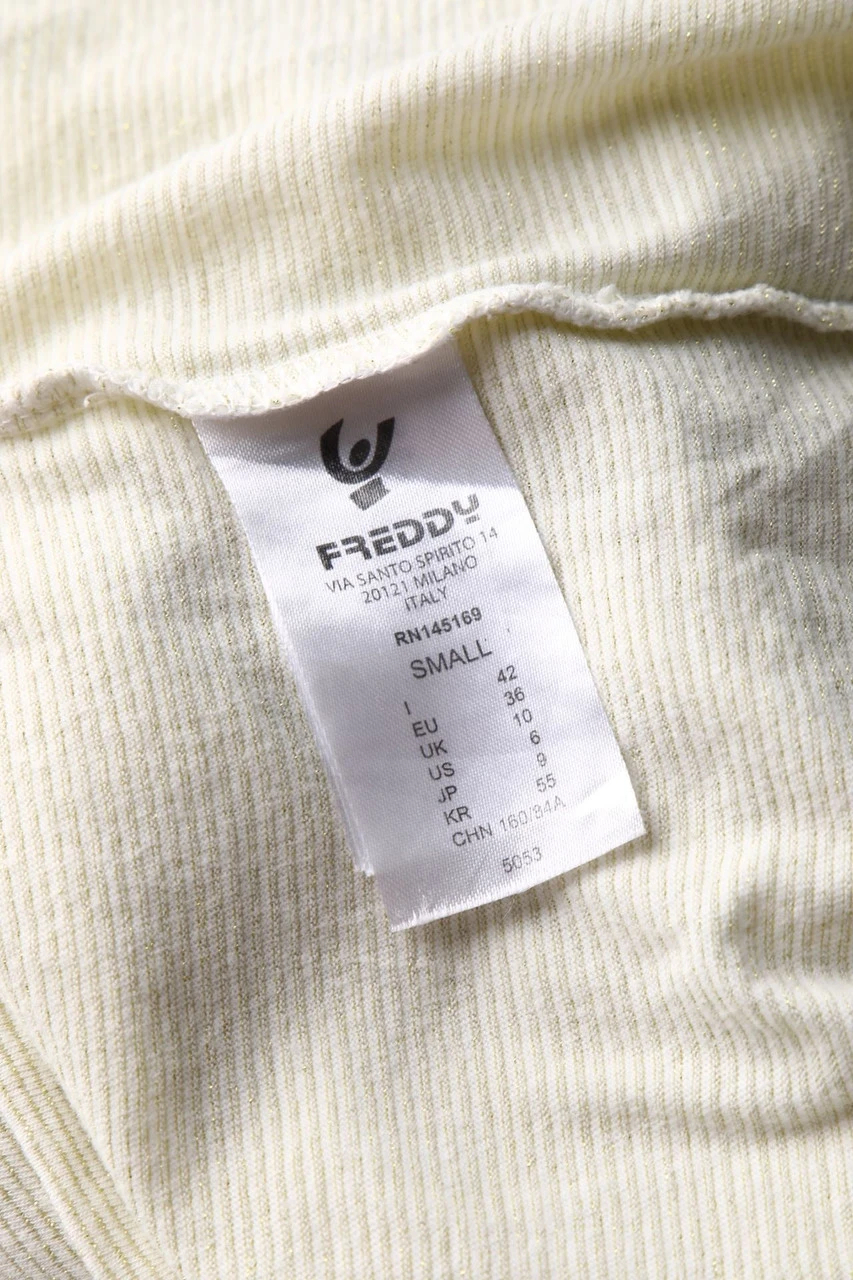 FREDDY
VIA SANTO SPIRITO 14
20121 MILANO
ITALY
RN145169
SMALL
I 42
EU 36
UK 10
US 6
JP 9
KR 55
CHN 160/84A
5053